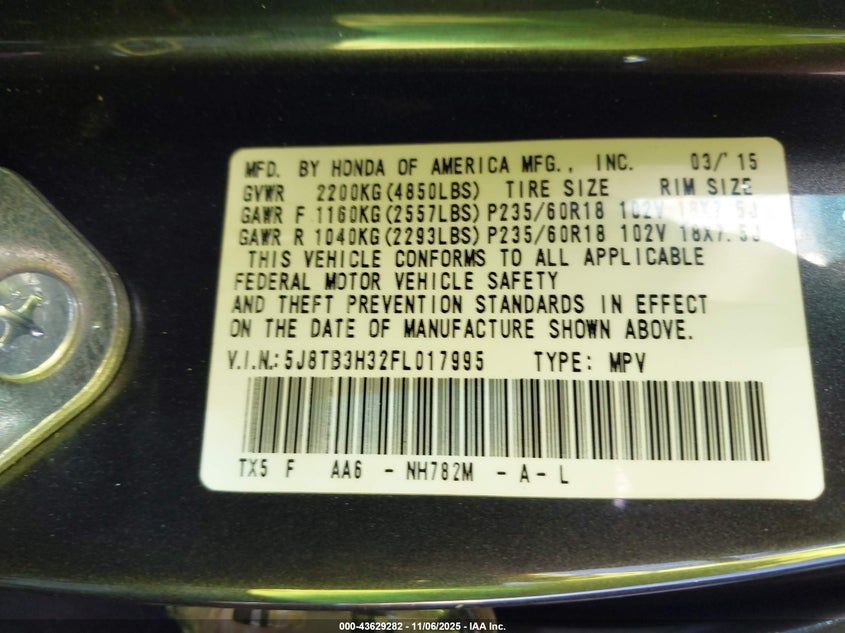 MFD. BY HONDA OF AMERICA MFG., INC. 03/'15
GVWR 2200KG(4850LBS) TIRE SIZE RIM SIZE
GAWR F 1160KG(2557LBS) P235/60R18 102V 18X7.5J
GAWR R 1040KG(2293LBS) P235/60R18 102V 18X7.5J
THIS VEHICLE CONFORMS TO ALL APPLICABLE
FEDERAL MOTOR VEHICLE SAFETY
AND THEFT PREVENTION STANDARDS IN EFFECT
ON THE DATE OF MANUFACTURE SHOWN ABOVE.
V.I.N.: 5J8TB3H32FL017995 TYPE: MPV
TX5 F AA6 - NH782M - A - L
000-43629282 - 11/06/2025 - IAA Inc.